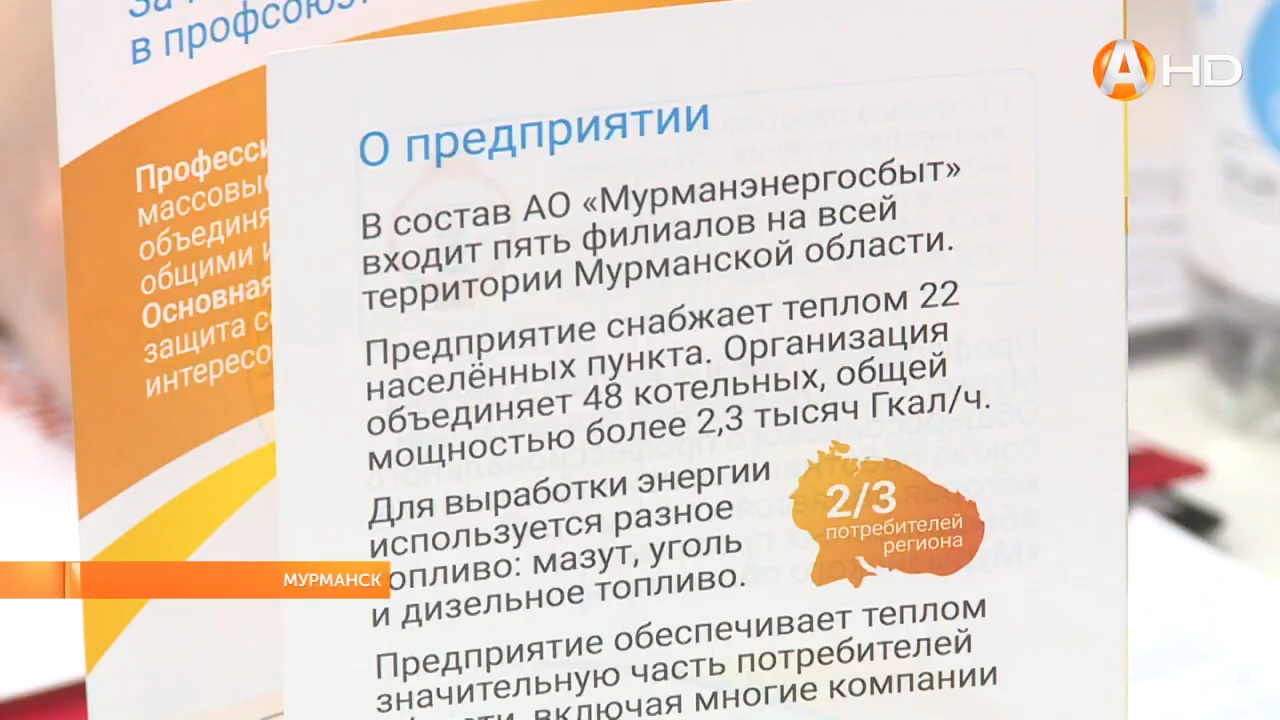 в профсоюз
Професси
массовые
объединя
общими и
Основная
защита со
интересо
О предприятии
В состав АО «Мурманэнергосбыт»
входит пять филиалов на всей
территории Мурманской области.
Предприятие снабжает теплом 22
населённых пункта. Организация
объединяет 48 котельных, общей
мощностью более 2,3 тысяч Гкал/ч.
Для выработки энергии
используется разное
опливо: мазут, уголь
и дизельное топливо.
2/3
потребителей
региона
Предприятие обеспечивает теплом
значительную часть потребителей
включая многие компании
А HD
МУРМАНСК